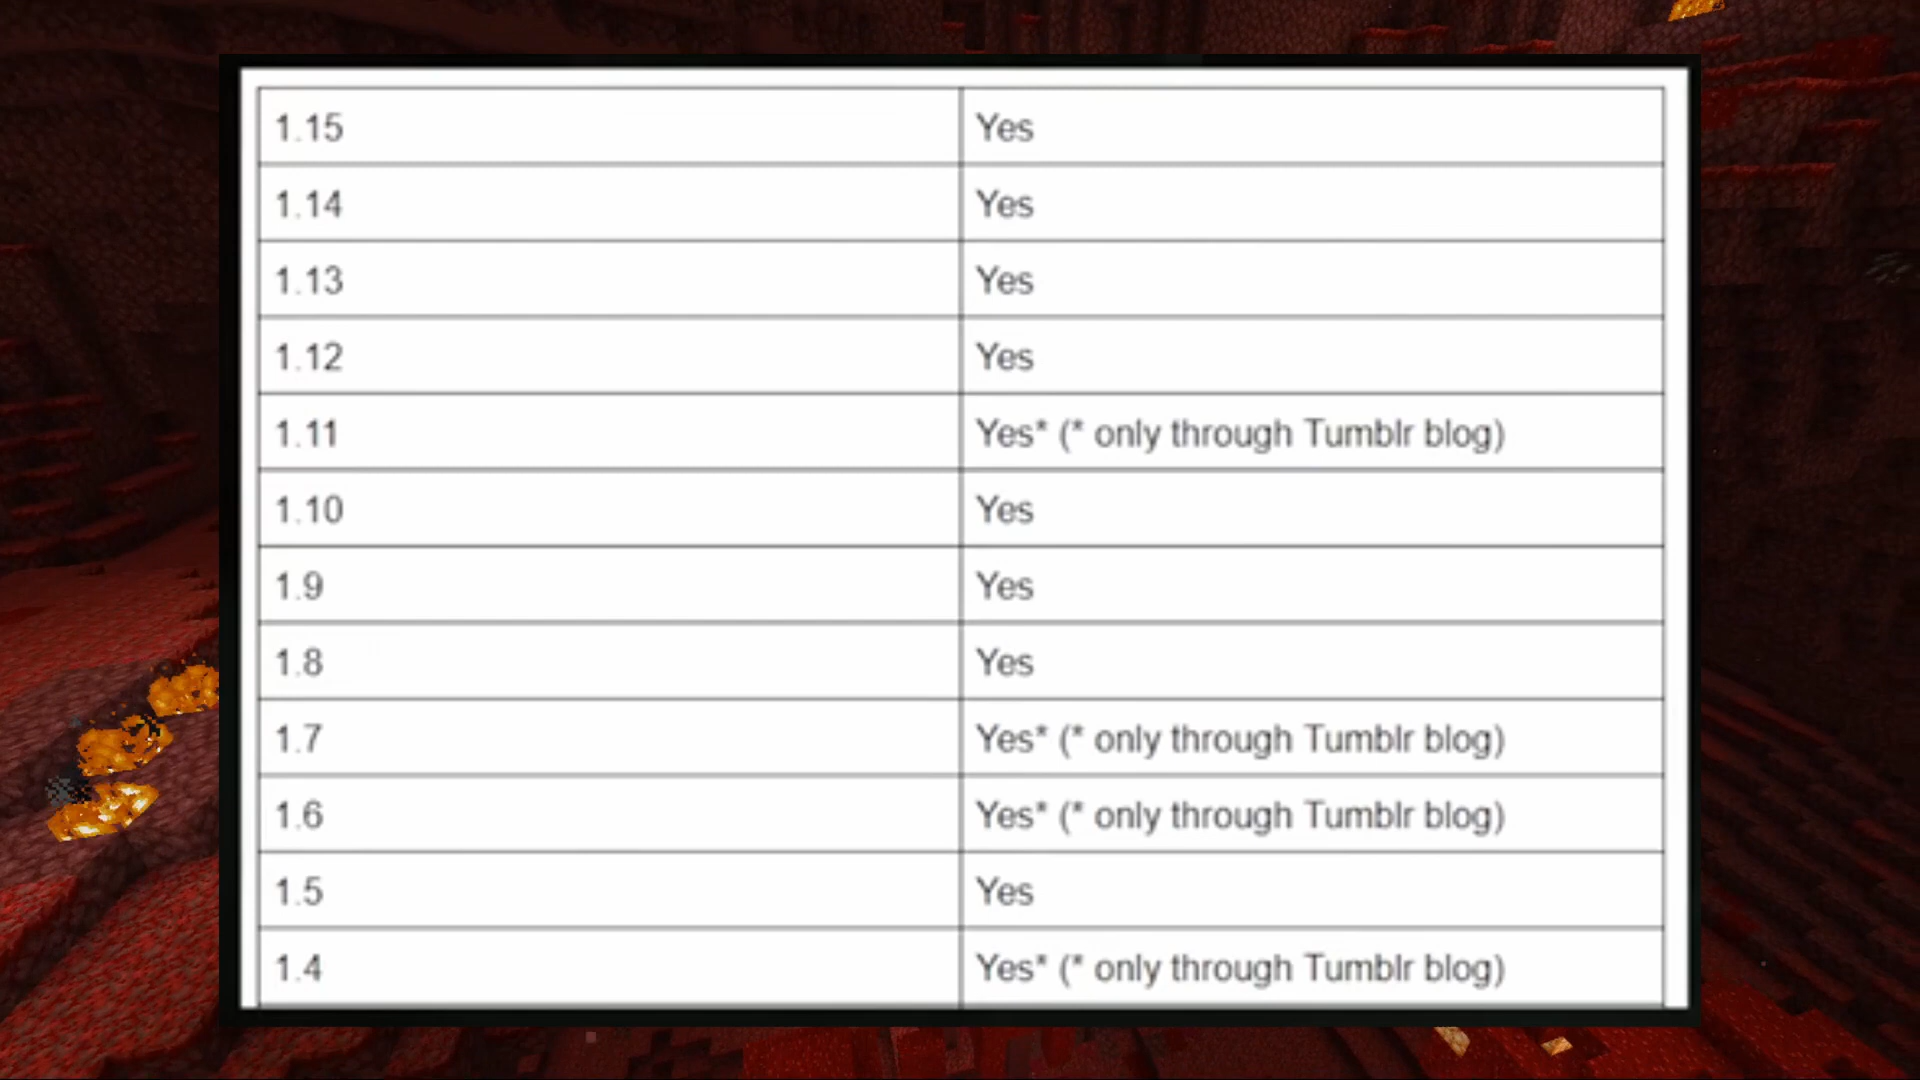 1.15 Yes
1.14 Yes
1.13 Yes
1.12 Yes
1.11 Yes* (* only through Tumblr blog)
1.10 Yes
1.9 Yes
1.8 Yes
1.7 Yes* (* only through Tumblr blog)
1.6 Yes* (* only through Tumblr blog)
1.5 Yes
1.4 Yes* (* only through Tumblr blog)